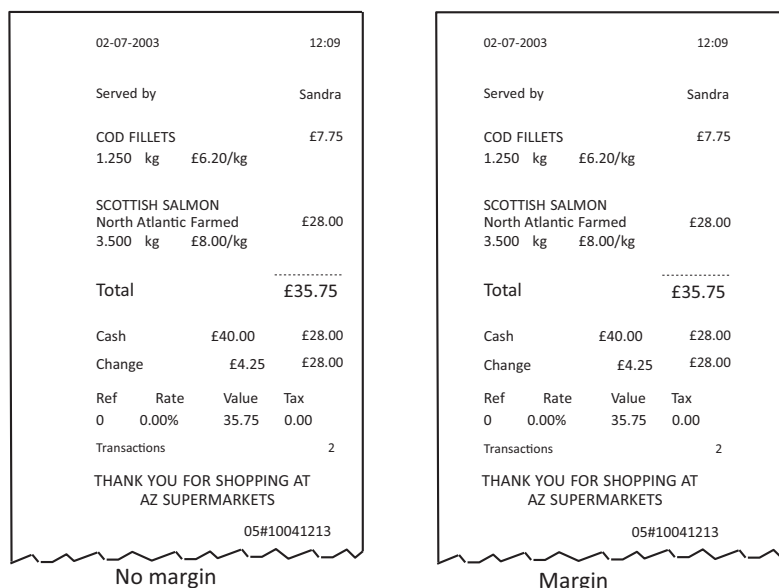 02-07-2003 12:09
Served by Sandra
COD FILLETS £7.75
1.250 kg £6.20/kg
SCOTTISH SALMON
North Atlantic Farmed £28.00
3.500 kg £8.00/kg
Total £35.75
Cash £40.00 £28.00
Change £4.25 £28.00
Ref Rate Value Tax
0 0.00% 35.75 0.00
Transactions 2
THANK YOU FOR SHOPPING AT
AZ SUPERMARKETS
05#10041213
No margin
02-07-2003 12:09
Served by Sandra
COD FILLETS £7.75
1.250 kg £6.20/kg
SCOTTISH SALMON
North Atlantic Farmed £28.00
3.500 kg £8.00/kg
Total £35.75
Cash £40.00 £28.00
Change £4.25 £28.00
Ref Rate Value Tax
0 0.00% 35.75 0.00
Transactions 2
THANK YOU FOR SHOPPING AT
AZ SUPERMARKETS
05#10041213
Margin